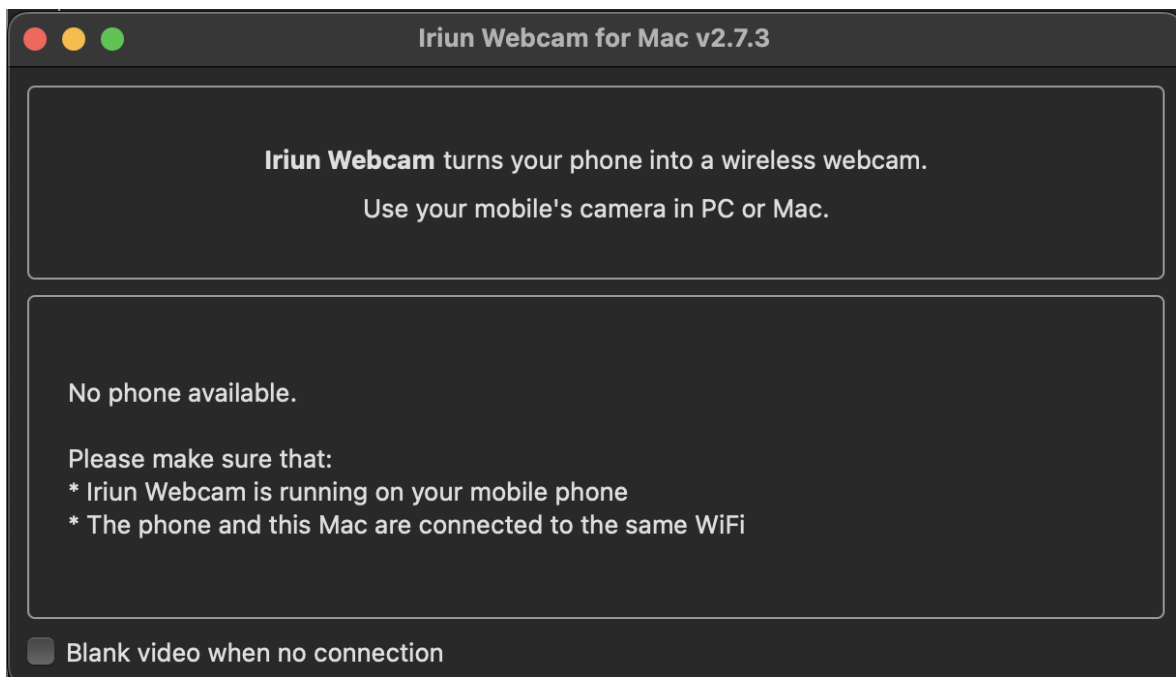 Iriun Webcam for Mac v2.7.3
Iriun Webcam turns your phone into a wireless webcam.
Use your mobile's camera in PC or Mac.
No phone available.
Please make sure that:
* Iriun Webcam is running on your mobile phone
* The phone and this Mac are connected to the same WiFi
Blank video when no connection